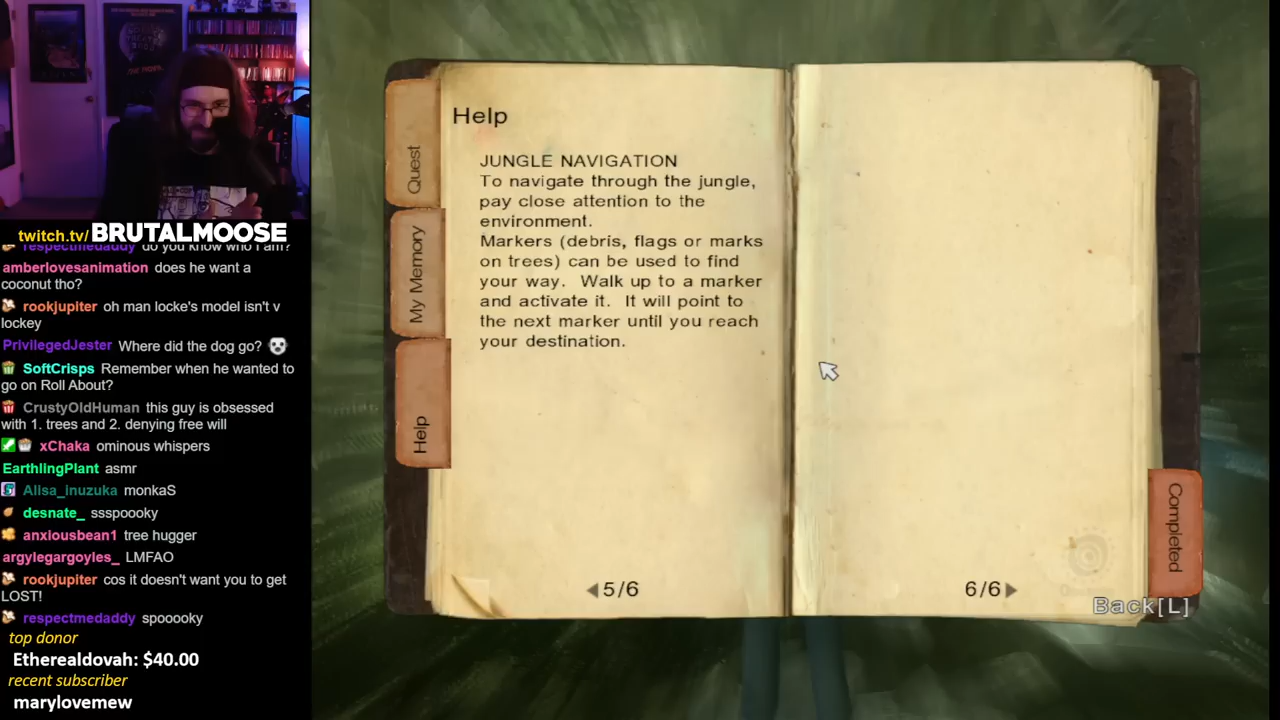 twitch.tv/BRUTALMOOSE
respectmedaddy do you know who I am?
amberlovesanimation does he want a
coconut tho?
rookjupiter oh man locke's model isn't v
lockey
PrivilegedJester Where did the dog go?
SoftCrisps Remember when he wanted to
go on Roll About?
CrustyOldHuman this guy is obsessed
with 1. trees and 2. denying free will
xChaka ominous whispers
EarthlingPlant asmr
Alisa_inuzuka monkaS
desnate_ ssspoooky
anxiousbean1 tree hugger
argylegargoyles_ LMFAO
rookjupiter cos it doesn't want you to get
LOST!
respectmedaddy spooooky
top donor
Etherealdovah: $40.00
recent subscriber
marylovemew
Quest
My Memory
Help
Help
JUNGLE NAVIGATION
To navigate through the jungle,
pay close attention to the
environment.
Markers (debris, flags or marks
on trees) can be used to find
your way. Walk up to a marker
and activate it. It will point to
the next marker until you reach
your destination.
5/6
6/6
Completed
Back[L]